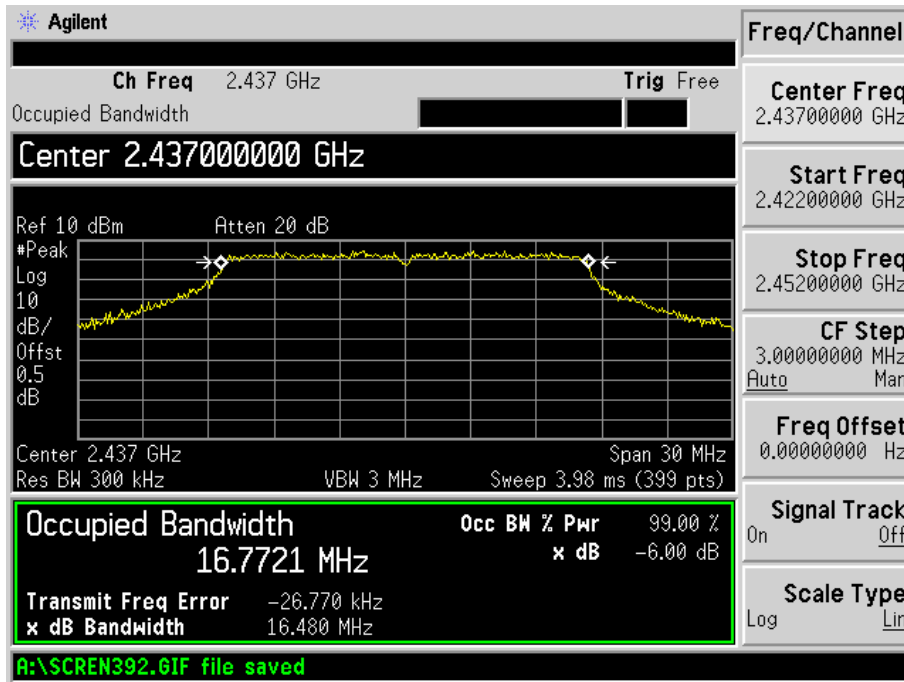 Agilent
Freq/Channel
Ch Freq 2.437 GHz Trig Free
Occupied Bandwidth
Center 2.437000000 GHz
Ref 10 dBm Atten 20 dB
#Peak
Log
10
dB/
Offst
0.5
dB
Center 2.437 GHz Span 30 MHz
Res BW 300 kHz VBW 3 MHz Sweep 3.98 ms (399 pts)
Occupied Bandwidth
16.7721 MHz
Occ BW % Pwr 99.00 %
x dB -6.00 dB
Transmit Freq Error -26.770 kHz
x dB Bandwidth 16.480 MHz
A:\SCREN392.GIF file saved
Center Freq
2.43700000 GHz
Start Freq
2.42200000 GHz
Stop Freq
2.45200000 GHz
CF Step
3.00000000 MHz
Auto Man
Freq Offset
0.00000000 Hz
Signal Track
On Off
Scale Type
Log Lin